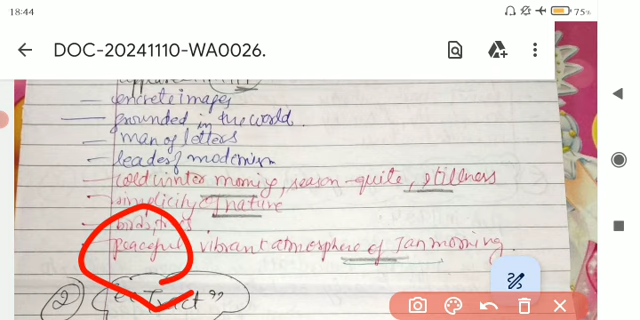 18:44
75%
DOC-20241110-WA0026.
— concrete images
— grounded in the world.
— man of letters
— leader of modernism
— cold winter morning, season - quite, stillness
— simplicity of nature
— peaceful vibrant atmosphere of Jan morning.
2